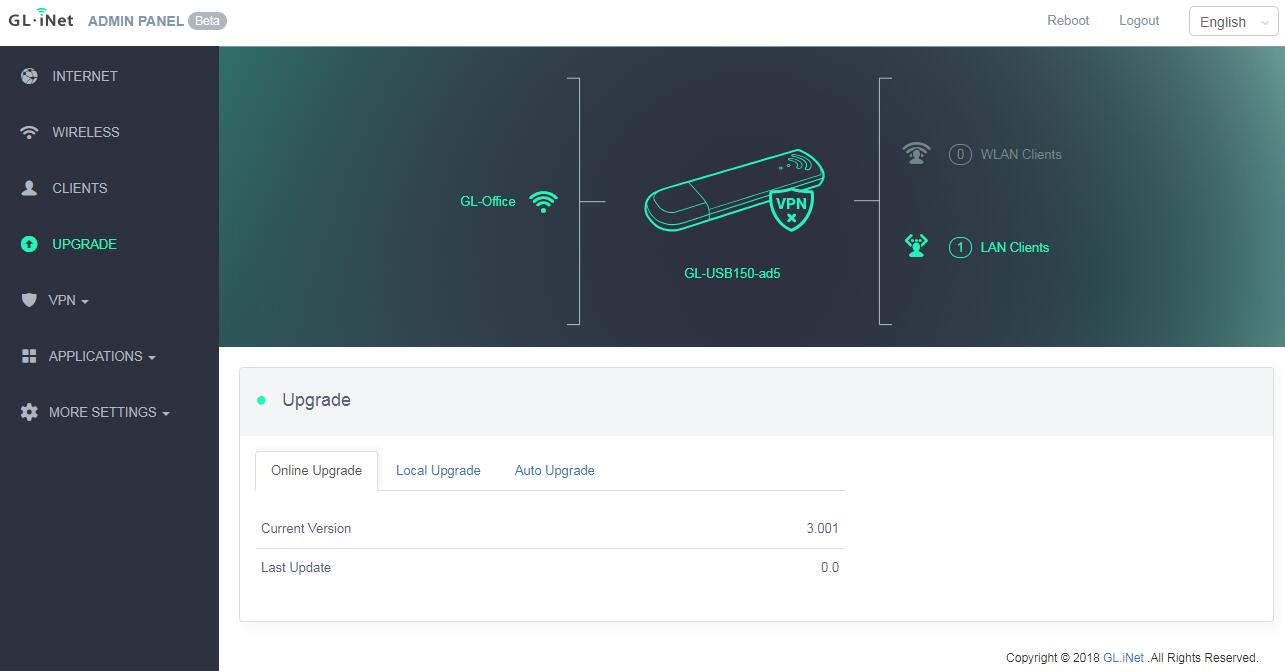 GL·iNet ADMIN PANEL Beta Reboot Logout English
INTERNET
WIRELESS
CLIENTS
UPGRADE
VPN
APPLICATIONS
MORE SETTINGS
GL-Office
VPN
GL-USB150-ad5
0 WLAN Clients
1 LAN Clients
Upgrade
Online Upgrade Local Upgrade Auto Upgrade
Current Version 3.001
Last Update 0.0
Copyright © 2018 GL.iNet .All Rights Reserved.